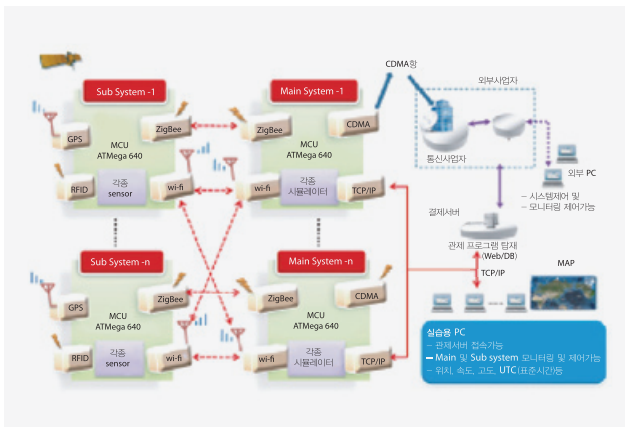 CDMA항
외부사업자
Sub System -1
Main System -1
GPS
ZigBee
MCU
ATMega 640
RFID
각종
sensor
wi-fi
ZigBee
CDMA
MCU
ATMega 640
wi-fi
각종
시뮬레이터
TCP/IP
통신사업자
외부 PC
– 시스템제어 및
– 모니터링 제어가능
결제서버
관제 프로그램 탑재
(Web/DB)
TCP/IP
MAP
Sub System -n
Main System -n
GPS
ZigBee
MCU
ATMega 640
RFID
각종
sensor
wi-fi
ZigBee
CDMA
MCU
ATMega 640
wi-fi
각종
시뮬레이터
TCP/IP
실습용 PC
– 관제서버 접속가능
– Main 및 Sub system 모니터링 및 제어가능
– 위치, 속도, 고도, UTC(표준시간)등